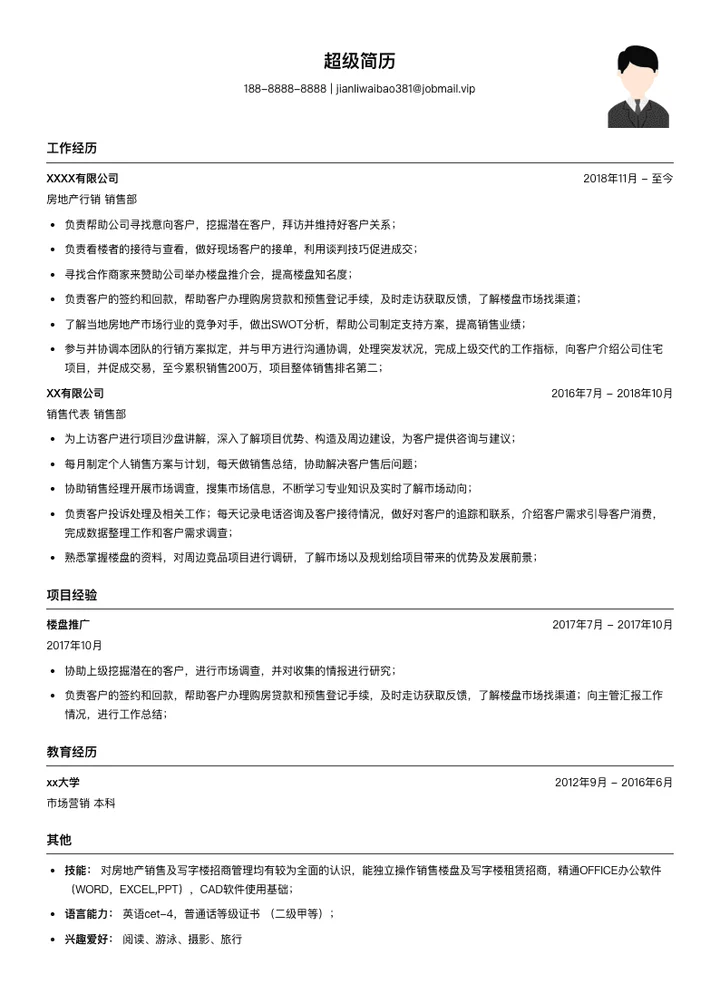 超级简历
188-8888-8888 | jianliwaibao381@jobmail.vip
工作经历
XXXX有限公司 2018年11月 – 至今
房地产行销 销售部
• 负责帮助公司寻找意向客户，挖掘潜在客户，拜访并维持好客户关系；
• 负责看楼者的接待与查看，做好现场客户的接单，利用谈判技巧促进成交；
• 寻找合作商家来赞助公司举办楼盘推介会，提高楼盘知名度；
• 负责客户的签约和回款，帮助客户办理购房贷款和预售登记手续，及时走访获取反馈，了解楼盘市场找渠道；
• 了解当地房地产市场行业的竞争对手，做出SWOT分析，帮助公司制定支持方案，提高销售业绩；
• 参与并协调本团队的行销方案拟定，并与甲方进行沟通协调，处理突发状况，完成上级交代的工作指标，向客户介绍公司住宅
项目，并促成交易，至今累积销售200万，项目整体销售排名第二；
XX有限公司 2016年7月 – 2018年10月
销售代表 销售部
• 为上访客户进行项目沙盘讲解，深入了解项目优势、构造及周边建设，为客户提供咨询与建议；
• 每月制定个人销售方案与计划，每天做销售总结，协助解决客户售后问题；
• 协助销售经理开展市场调查，搜集市场信息，不断学习专业知识及实时了解市场动向；
• 负责客户投诉处理及相关工作；每天记录电话咨询及客户接待情况，做好对客户的追踪和联系，介绍客户需求引导客户消费，
完成数据整理工作和客户需求调查；
• 熟悉掌握楼盘的资料，对周边竞品项目进行调研，了解市场以及规划给项目带来的优势及发展前景；
项目经验
楼盘推广 2017年7月 – 2017年10月
2017年10月
• 协助上级挖掘潜在的客户，进行市场调查，并对收集的情报进行研究；
• 负责客户的签约和回款，帮助客户办理购房贷款和预售登记手续，及时走访获取反馈，了解楼盘市场找渠道；向主管汇报工作
情况，进行工作总结；
教育经历
xx大学 2012年9月 – 2016年6月
市场营销 本科
其他
• 技能： 对房地产销售及写字楼招商管理均有较为全面的认识，能独立操作销售楼盘及写字楼租赁招商，精通OFFICE办公软件
（WORD，EXCEL,PPT），CAD软件使用基础；
• 语言能力： 英语cet-4，普通话等级证书 （二级甲等）；
• 兴趣爱好： 阅读、游泳、摄影、旅行